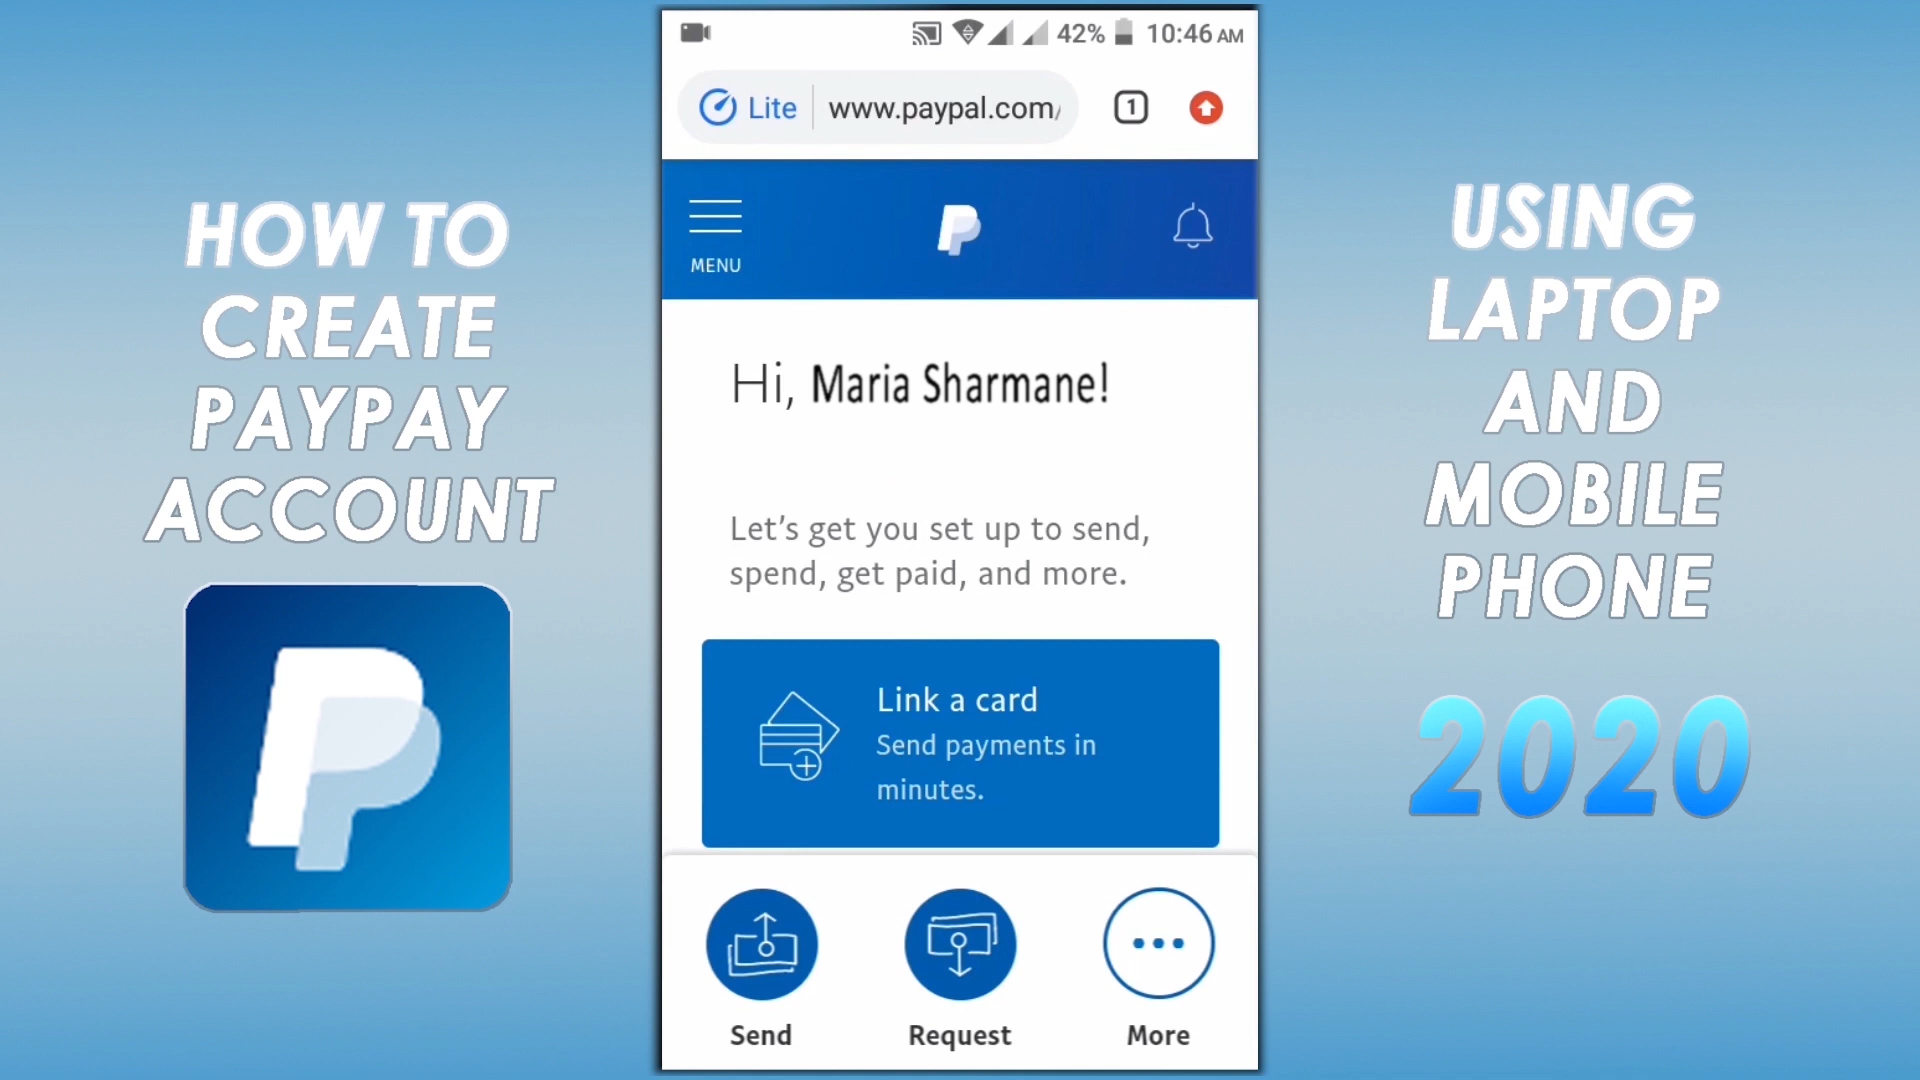 HOW TO
CREATE
PAYPAY
ACCOUNT
42% 10:46 AM
Lite www.paypal.com/
1
MENU
Hi, Maria Sharmane!
Let's get you set up to send,
spend, get paid, and more.
Link a card
Send payments in
minutes.
Send Request More
USING
LAPTOP
AND
MOBILE
PHONE
2020